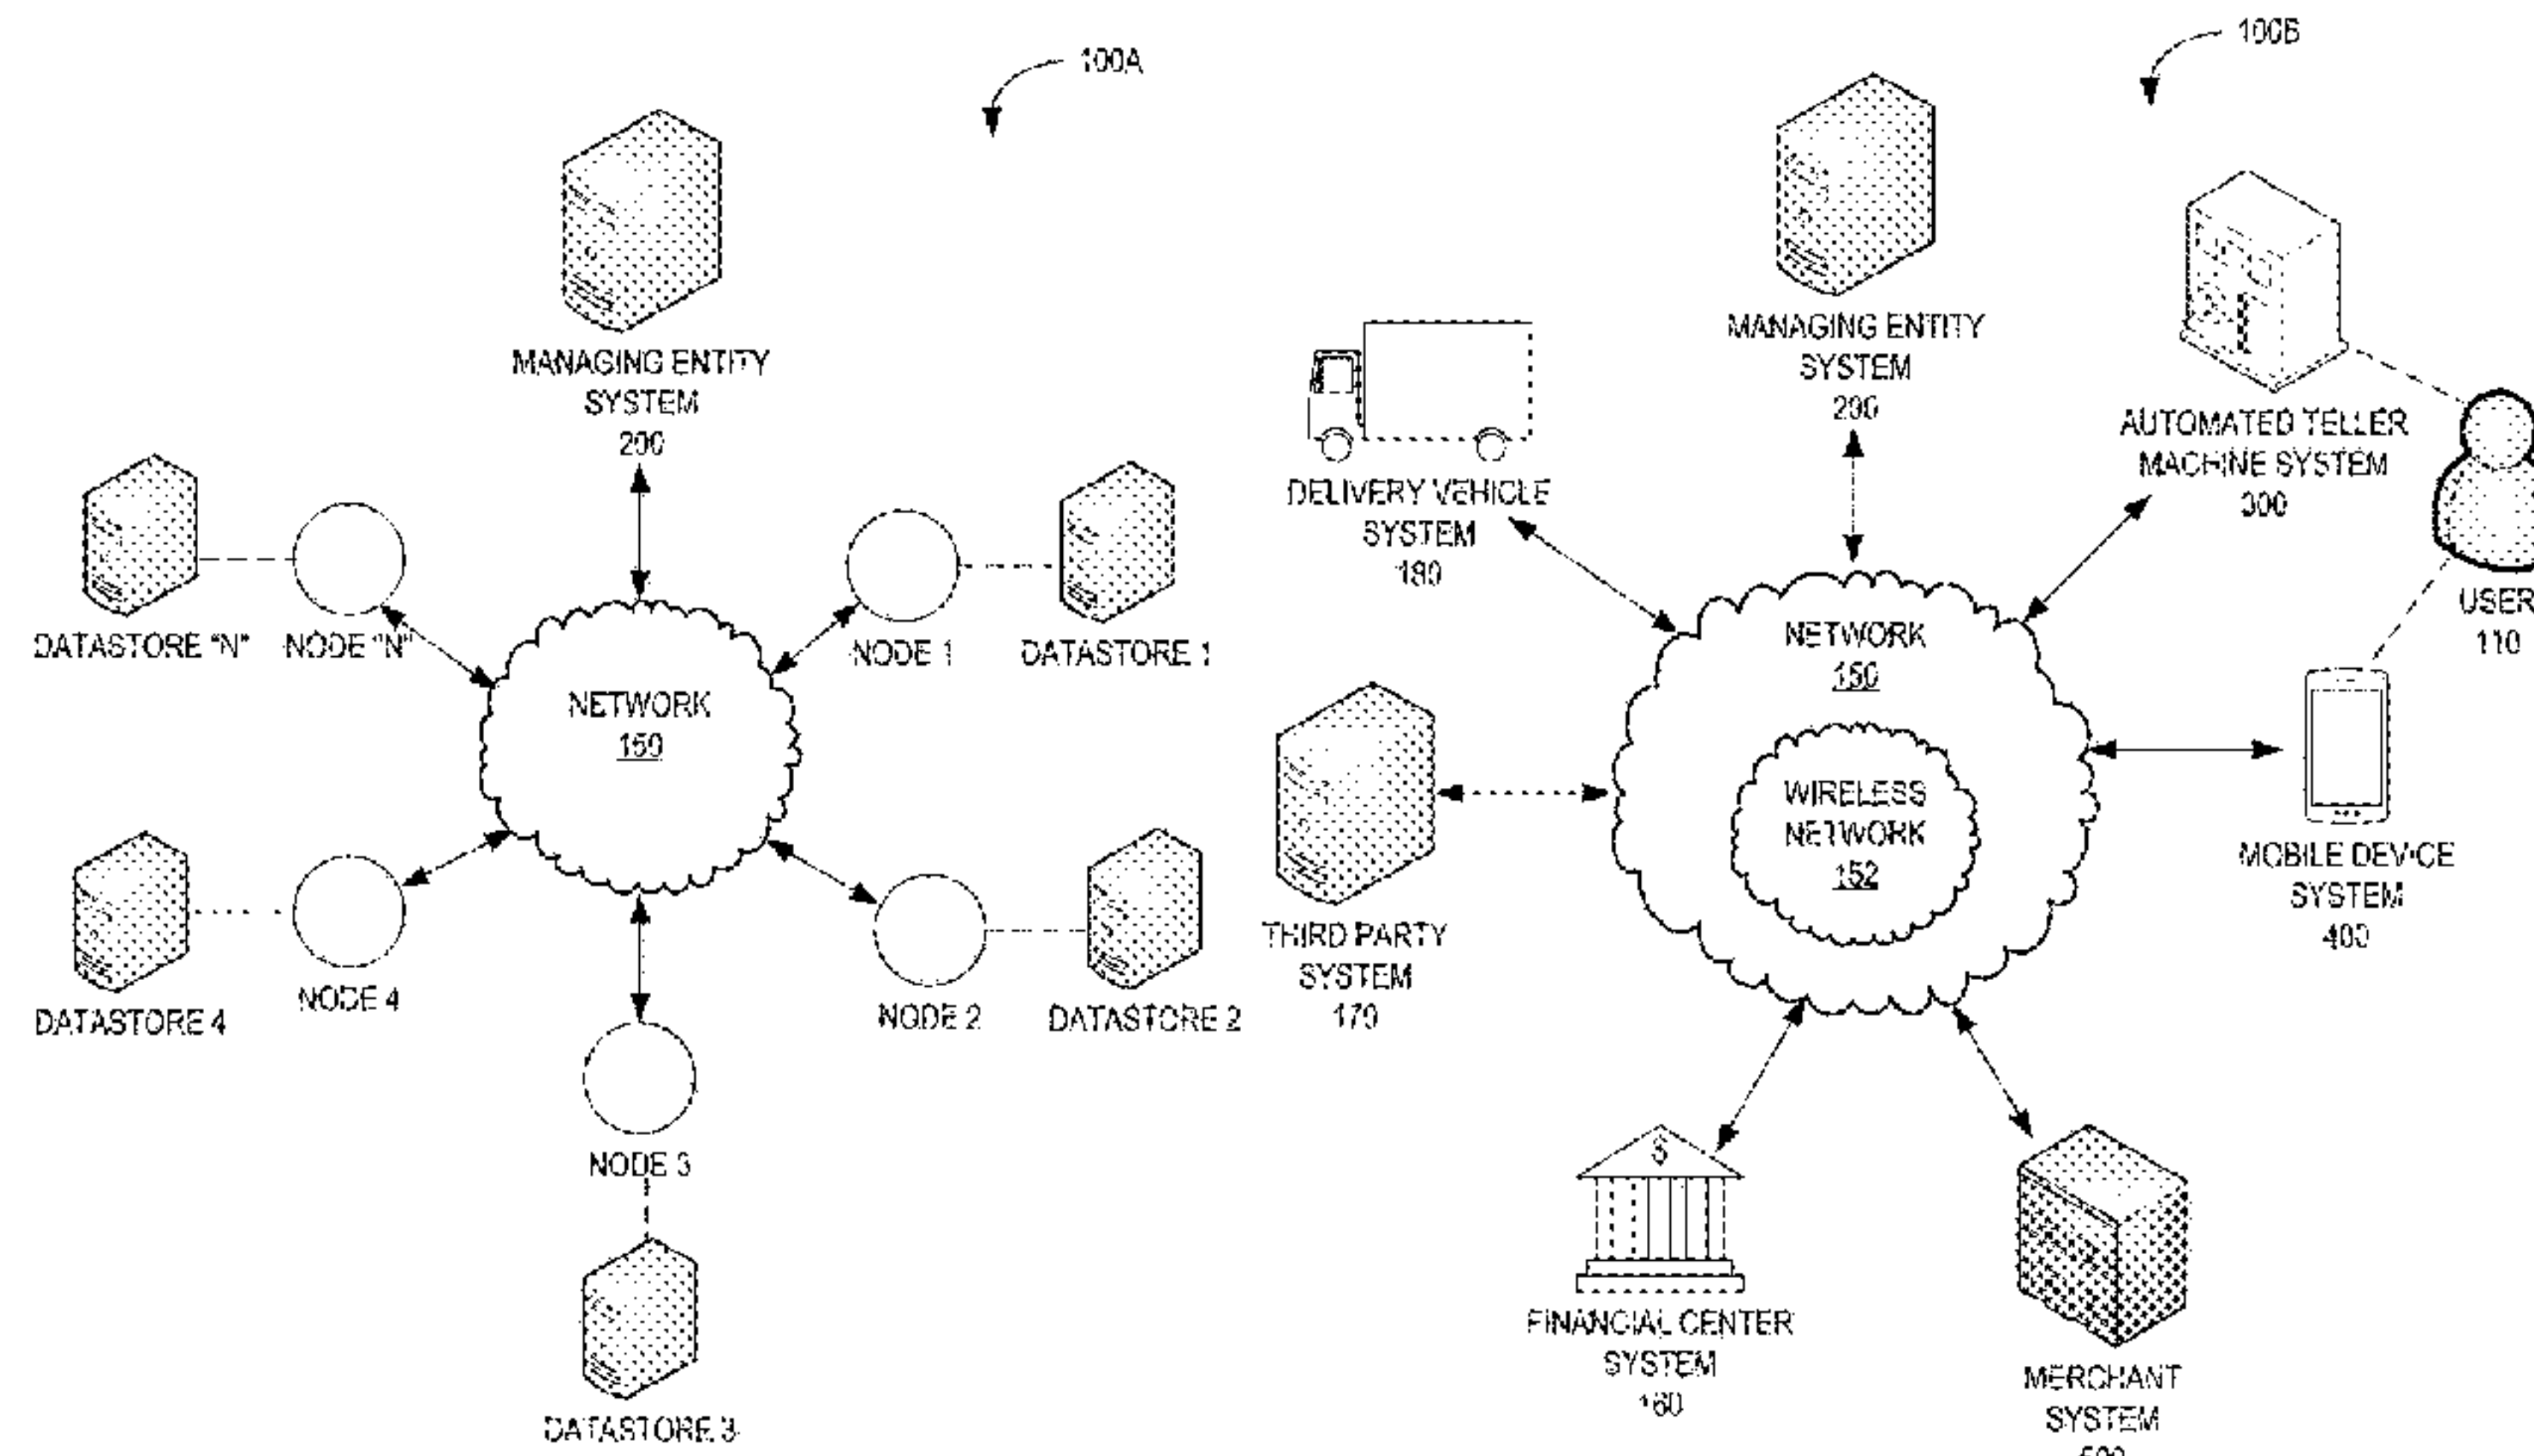 100A
MANAGING ENTITY
SYSTEM
200
DATASTORE "N"
NODE "N"
NODE 1
DATASTORE 1
NETWORK
150
DATASTORE 4
NODE 4
NODE 2
DATASTORE 2
NODE 3
DATASTORE 3
100B
MANAGING ENTITY
SYSTEM
200
DELIVERY VEHICLE
SYSTEM
180
AUTOMATED TELLER
MACHINE SYSTEM
300
USER
110
NETWORK
150
WIRELESS
NETWORK
152
THIRD PARTY
SYSTEM
170
MOBILE DEVICE
SYSTEM
400
$
FINANCIAL CENTER
SYSTEM
160
MERCHANT
SYSTEM